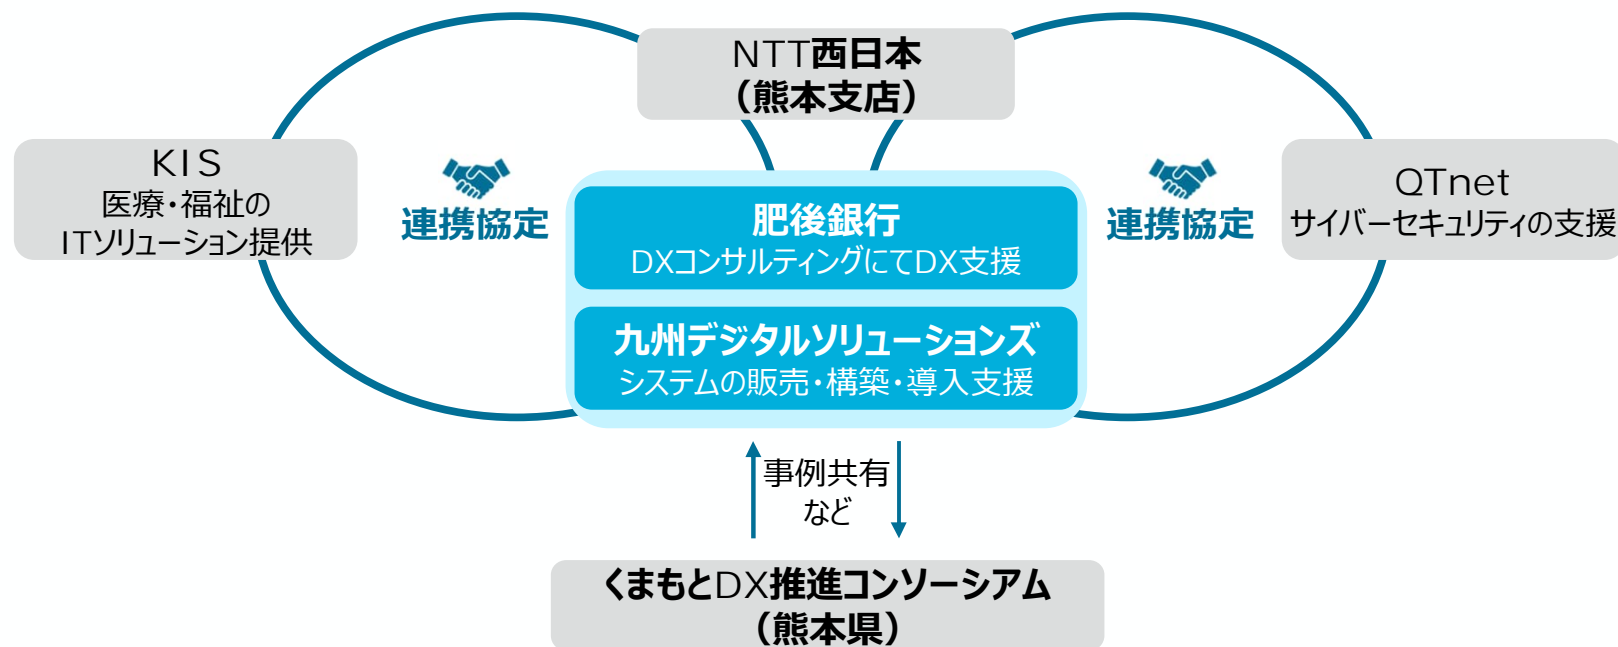 NTT西日本
（熊本支店）
KIS
医療・福祉の
ITソリューション提供
連携協定
肥後銀行
DXコンサルティングにてDX支援
九州デジタルソリューションズ
システムの販売・構築・導入支援
連携協定
QTnet
サイバーセキュリティの支援
事例共有
など
くまもとDX推進コンソーシアム
（熊本県）